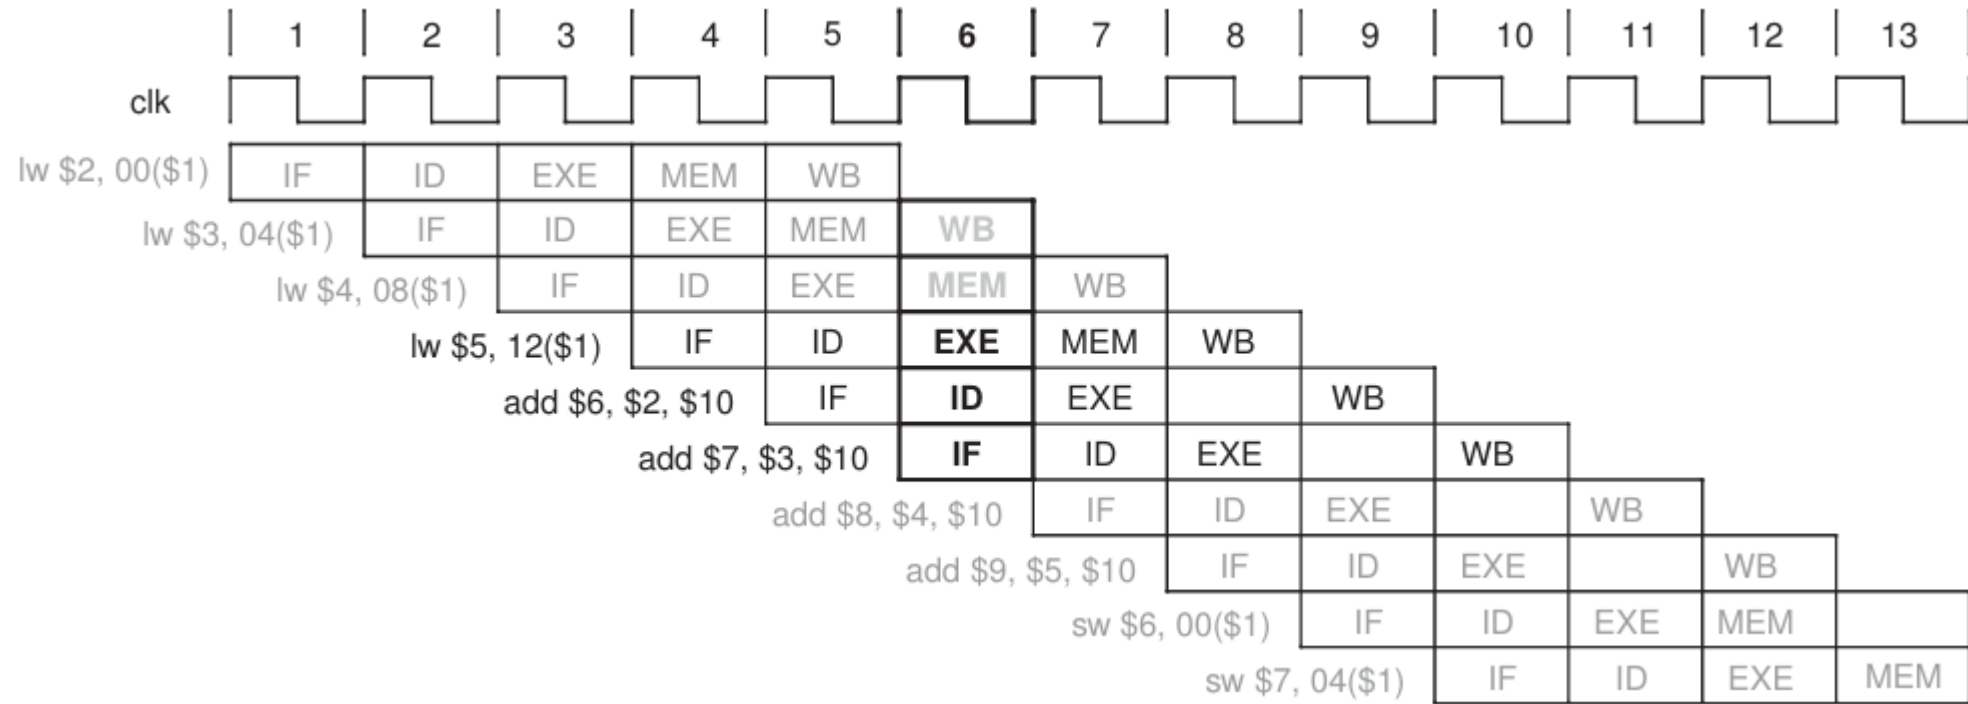 1 2 3 4 5 6 7 8 9 10 11 12 13
clk
lw $2, 00($1) IF ID EXE MEM WB
lw $3, 04($1) IF ID EXE MEM WB
lw $4, 08($1) IF ID EXE MEM WB
lw $5, 12($1) IF ID EXE MEM WB
add $6, $2, $10 IF ID EXE WB
add $7, $3, $10 IF ID EXE WB
add $8, $4, $10 IF ID EXE WB
add $9, $5, $10 IF ID EXE WB
sw $6, 00($1) IF ID EXE MEM
sw $7, 04($1) IF ID EXE MEM